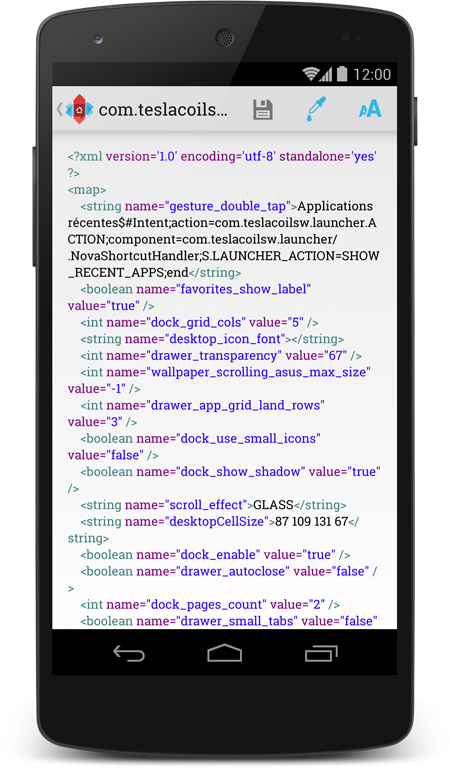 12:00
com.teslacoils...
AA
<?xml version='1.0' encoding='utf-8' standalone='yes'
?>
<map>
<string name="gesture_double_tap">Applications
récentes$#Intent;action=com.teslacoilsw.launcher.A
CTION;component=com.teslacoilsw.launcher/
.NovaShortcutHandler;S.LAUNCHER_ACTION=SHOW
_RECENT_APPS;end</string>
<boolean name="favorites_show_label"
value="true" />
<int name="dock_grid_cols" value="5" />
<string name="desktop_icon_font"></string>
<int name="drawer_transparency" value="67" />
<int name="wallpaper_scrolling_asus_max_size"
value="-1" />
<int name="drawer_app_grid_land_rows"
value="3" />
<boolean name="dock_use_small_icons"
value="false" />
<boolean name="dock_show_shadow" value="true"
/>
<string name="scroll_effect">GLASS</string>
<string name="desktopCellSize">87 109 131 67</
string>
<boolean name="dock_enable" value="true" />
<boolean name="drawer_autoclose" value="false" /
>
<int name="dock_pages_count" value="2" />
<boolean name="drawer_small_tabs" value="false"